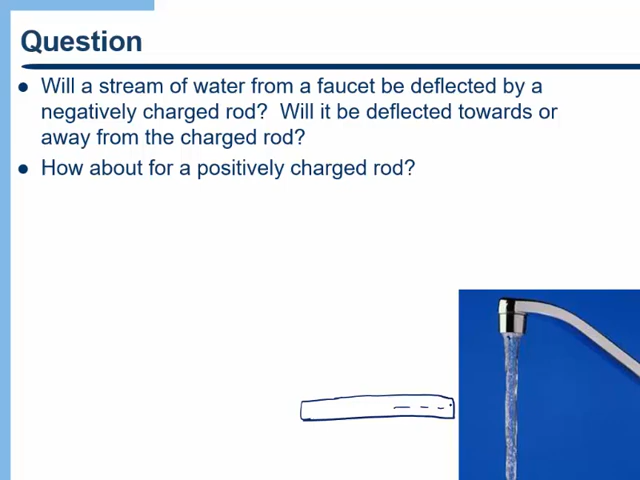 Question
Will a stream of water from a faucet be deflected by a
negatively charged rod?  Will it be deflected towards or
away from the charged rod?
How about for a positively charged rod?